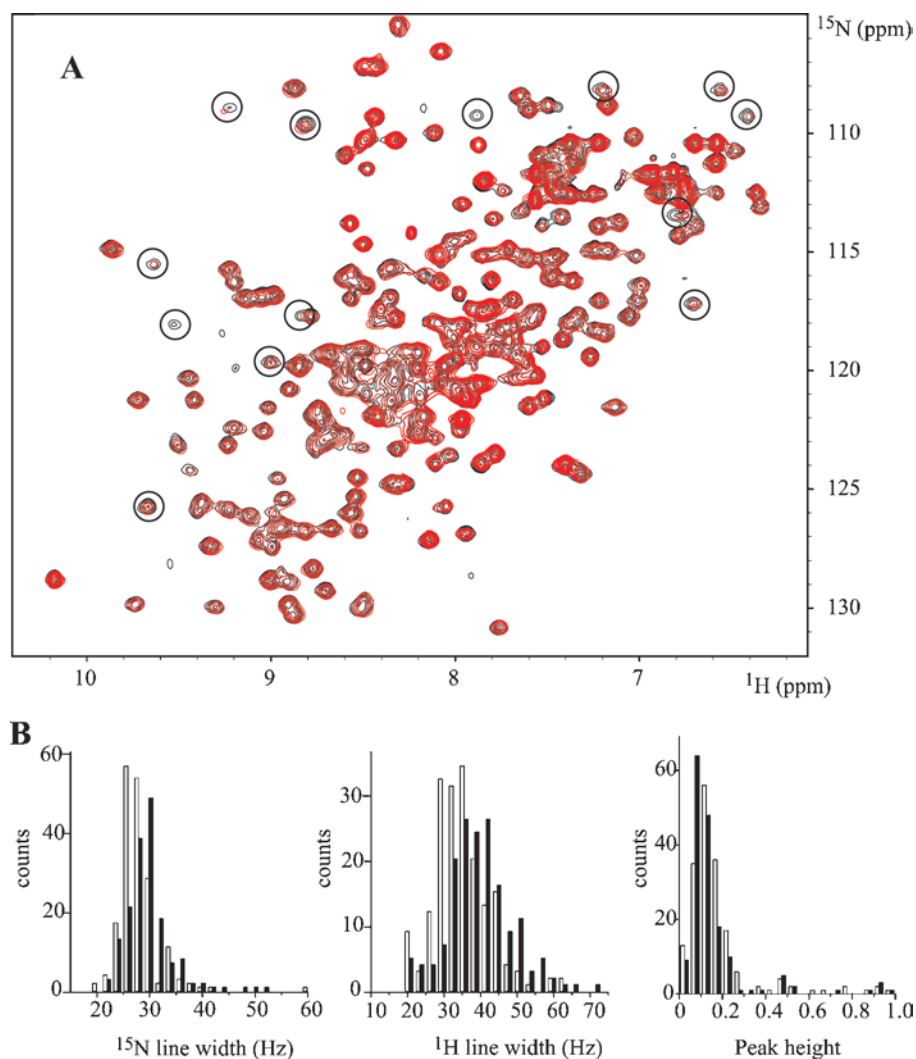 ¹⁵N (ppm)
A
110
115
120
125
130
10 9 8 7
¹H (ppm)
B
60
40
20
0
counts
20 30 40 50 60
¹⁵N line width (Hz)
30
20
10
0
counts
10 20 30 40 50 60 70
¹H line width (Hz)
60
40
20
0
counts
0 0.2 0.4 0.6 0.8 1.0
Peak height